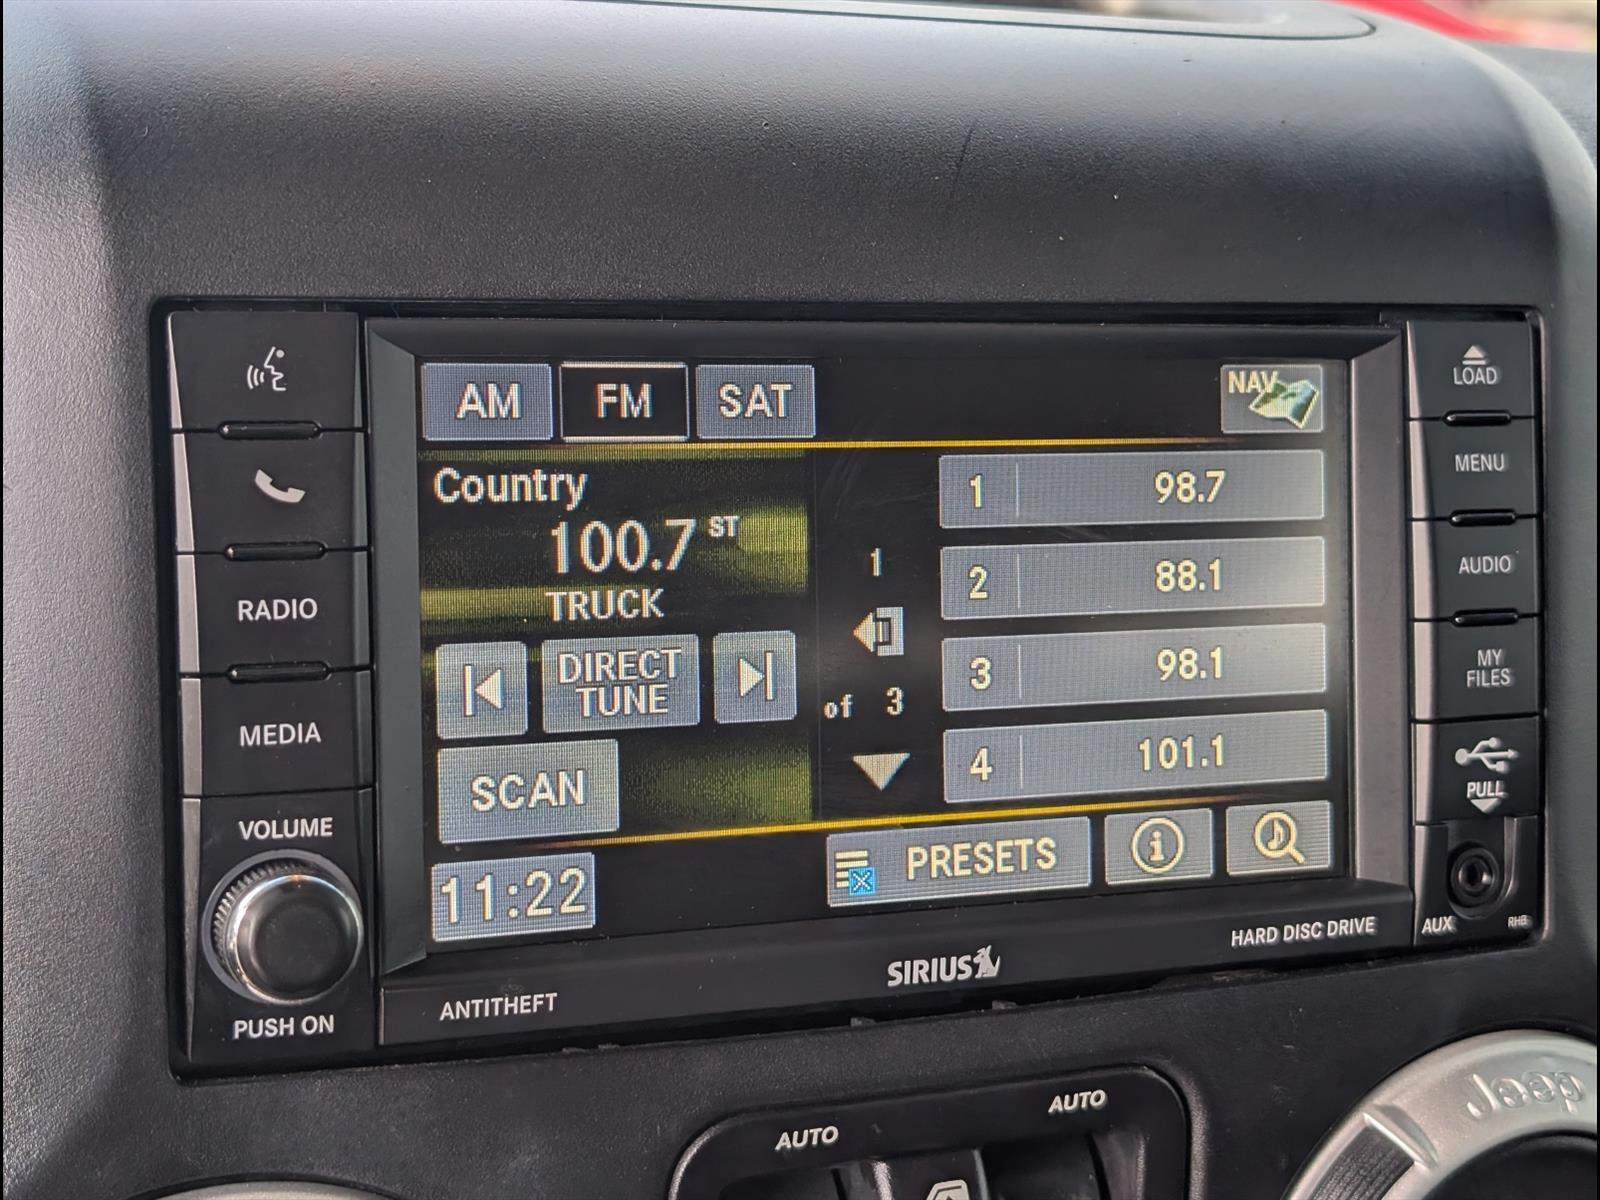 AM FM SAT NAV
Country
100.7 ST
TRUCK
DIRECT
TUNE
SCAN
11:22
1
of 3
1 98.7
2 88.1
3 98.1
4 101.1
PRESETS
RADIO
MEDIA
VOLUME
PUSH ON
LOAD
MENU
AUDIO
MY
FILES
PULL
AUX RHB
ANTITHEFT
SIRIUS
HARD DISC DRIVE
AUTO
AUTO
Jeep